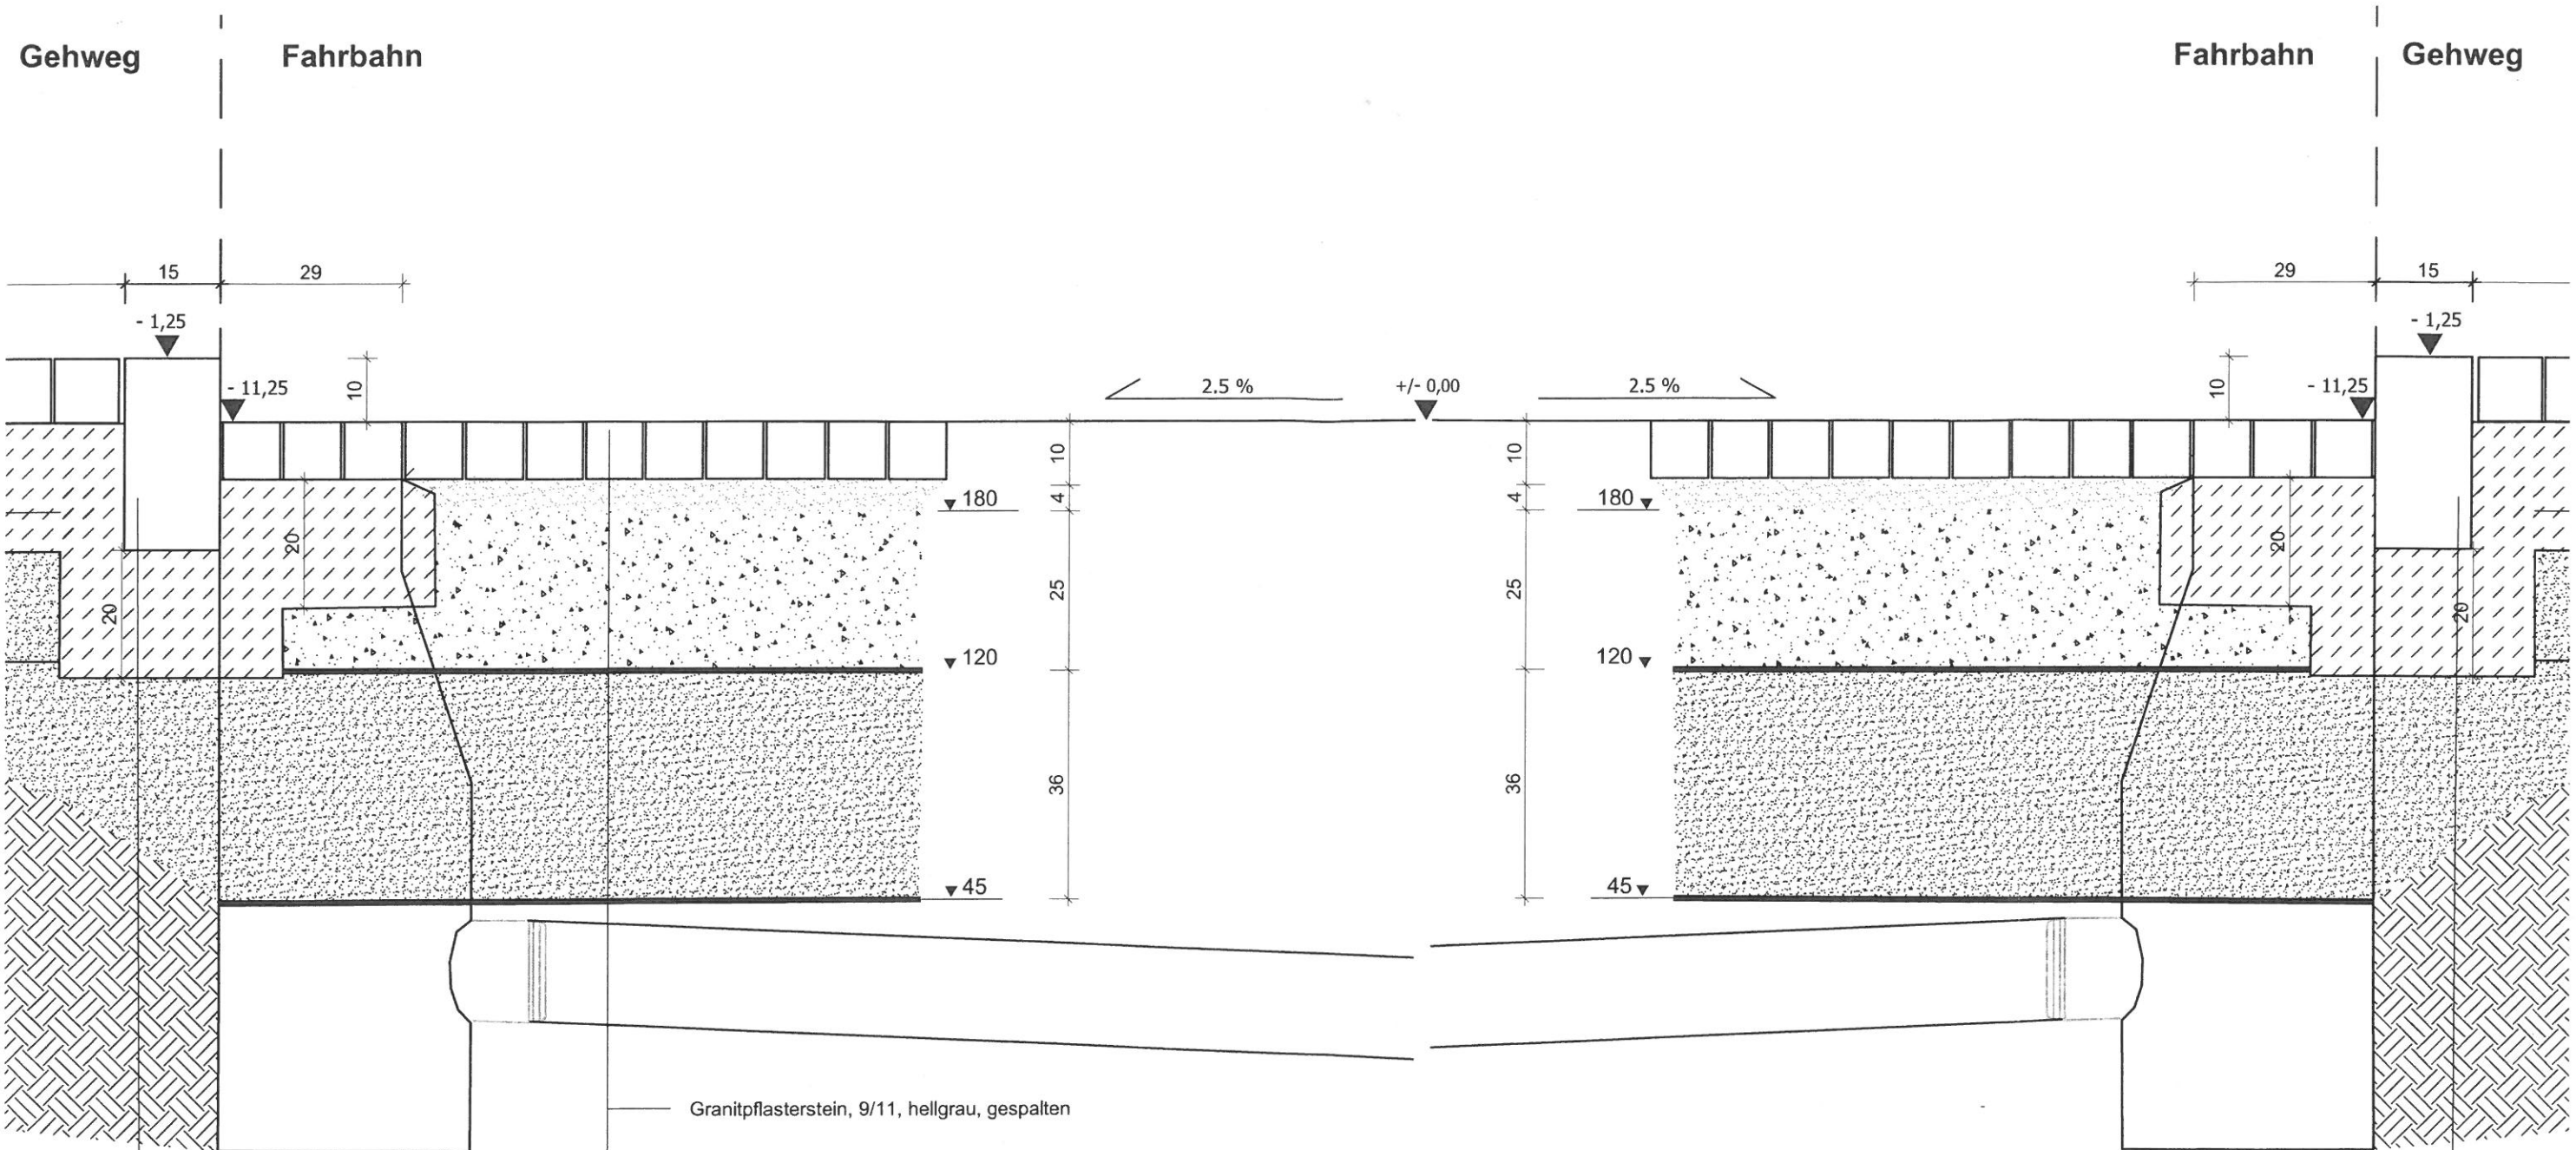 Gehweg Fahrbahn Fahrbahn Gehweg
15 29 29 15
- 1,25 - 1,25
- 11,25 10 2.5 % +/- 0,00 2.5 % 10 - 11,25
10 10
180 4 4 180
20 20
25 25
20 20
120 120
36 36
45 45
Granitpflasterstein, 9/11, hellgrau, gespalten